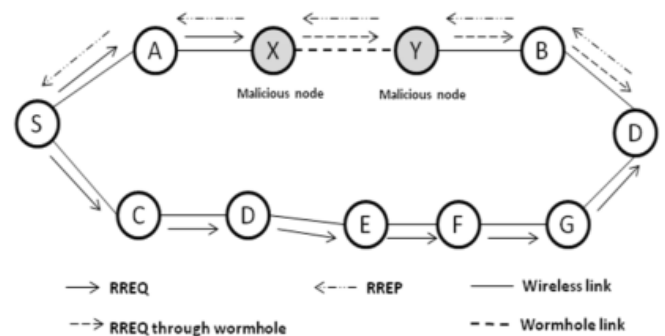 A X Y B
Malicious node Malicious node
S
D
C D E F G
RREQ RREP Wireless link
RREQ through wormhole Wormhole link